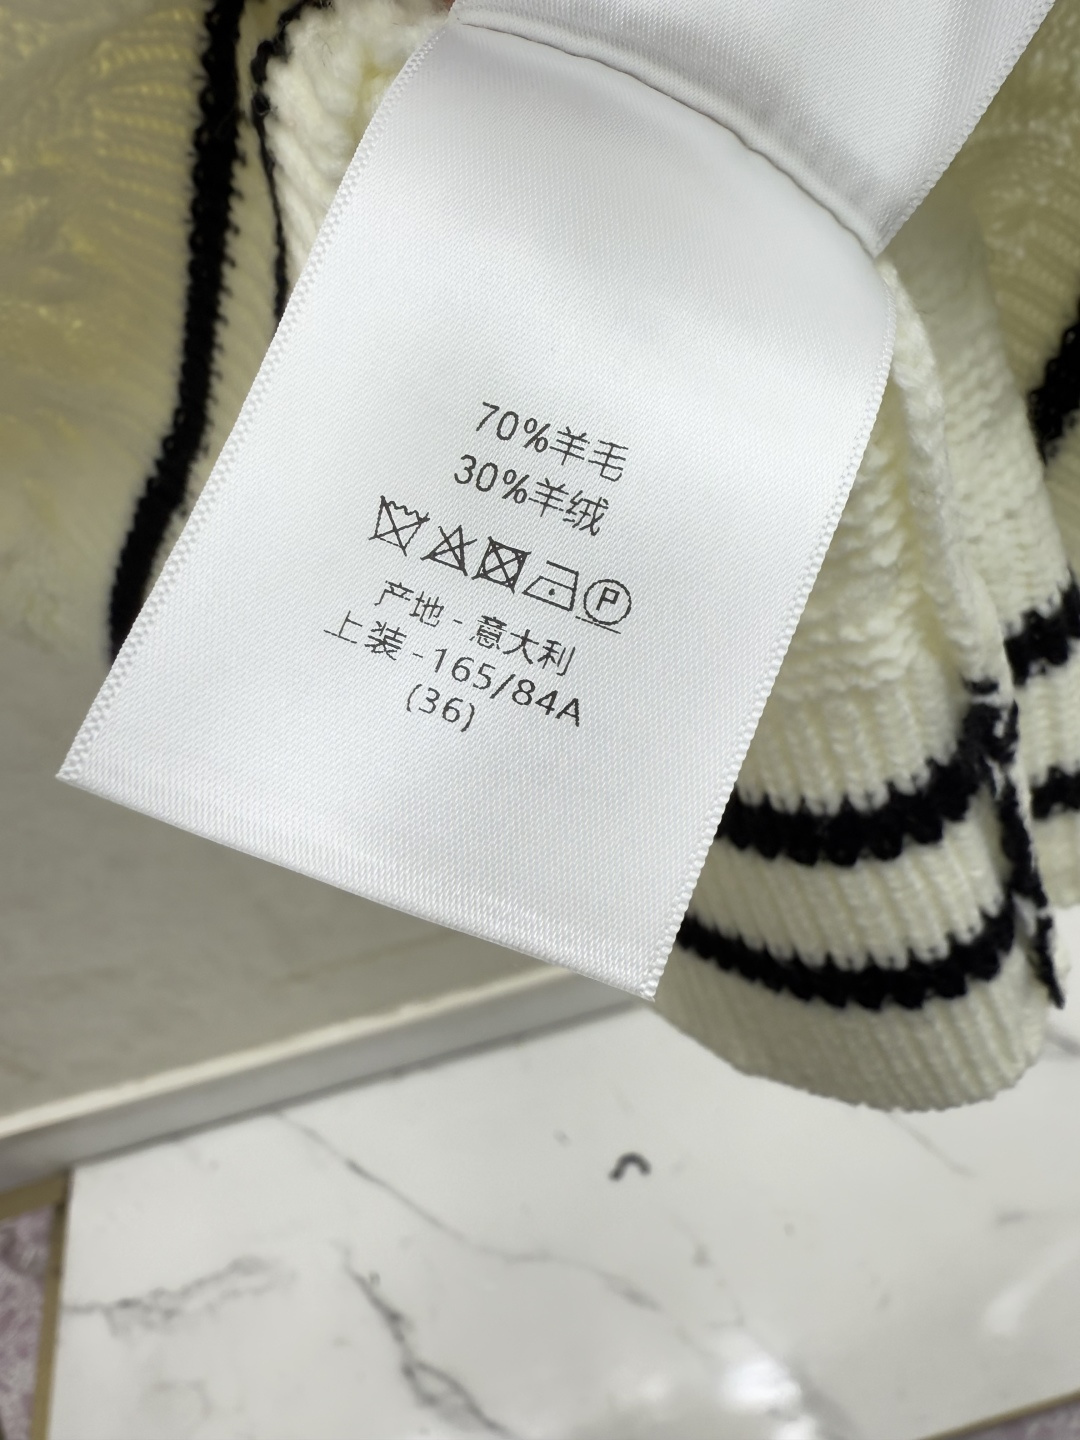 70%羊毛
30%羊绒
P
产地 - 意大利
上装 -165/84A
(36)